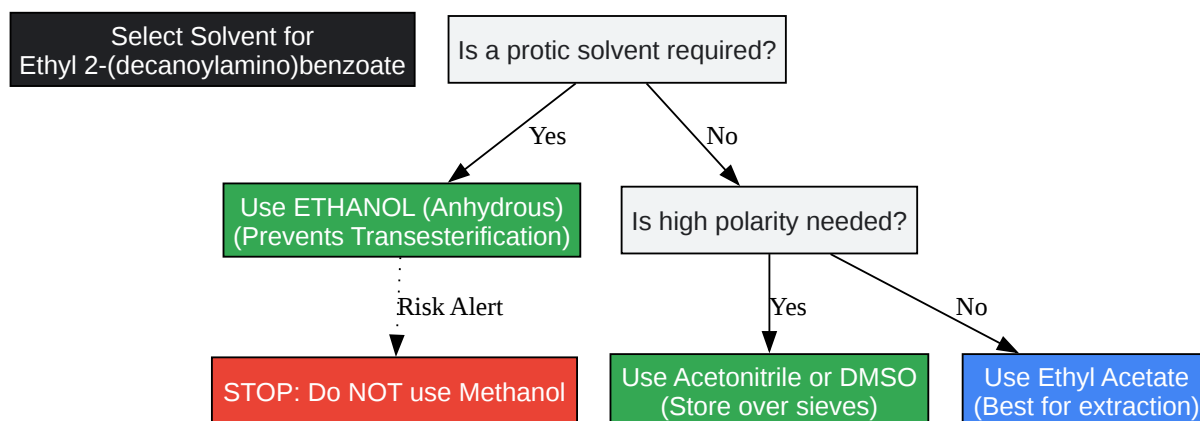 Select Solvent for
Ethyl 2-(decanoylamino)benzoate
Is a protic solvent required?
Yes
No
Use ETHANOL (Anhydrous)
(Prevents Transesterification)
Is high polarity needed?
Risk Alert
Yes
No
STOP: Do NOT use Methanol
Use Acetonitrile or DMSO
(Store over sieves)
Use Ethyl Acetate
(Best for extraction)